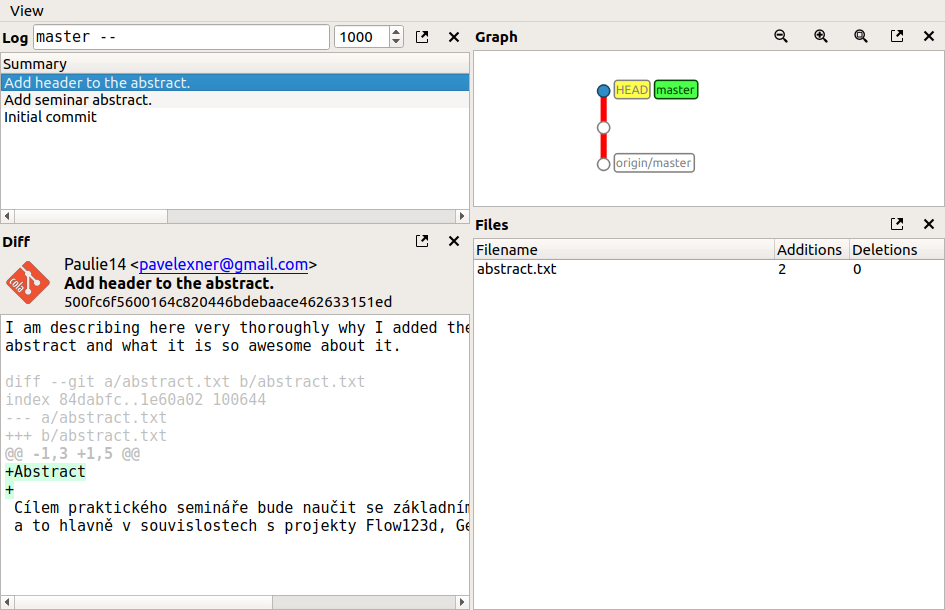 View
Log master -- 1000
Summary
Add header to the abstract.
Add seminar abstract.
Initial commit
Graph
HEAD master
origin/master
Diff
cola
Paulie14 <pavelexner@gmail.com>
Add header to the abstract.
500fc6f5600164c820446bdebaace462633151ed
I am describing here very thoroughly why I added the
abstract and what it is so awesome about it.
diff --git a/abstract.txt b/abstract.txt
index 84dabfc..1e60a02 100644
--- a/abstract.txt
+++ b/abstract.txt
@@ -1,3 +1,5 @@
+Abstract
+
Cílem praktického semináře bude naučit se základním
a to hlavně v souvislostech s projekty Flow123d, Ge
Files
Filename Additions Deletions
abstract.txt 2 0